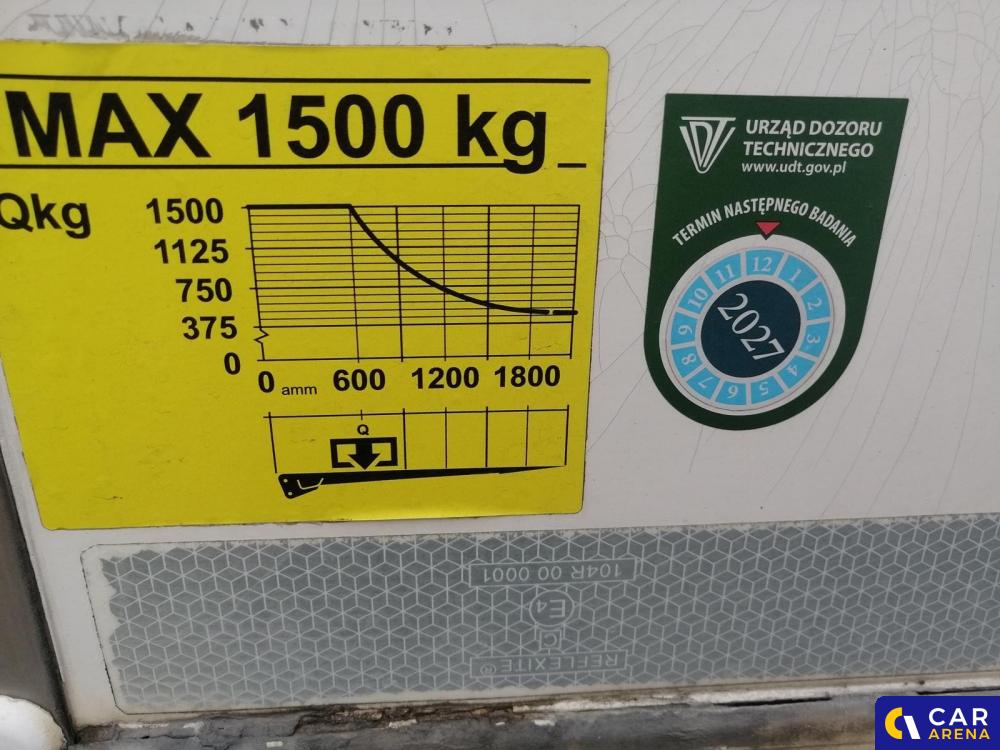 MAX 1500 kg
Qkg
1500
1125
750
375
0
0 amm 600 1200 1800
Q
UDT
URZĄD DOZORU
TECHNICZNEGO
www.udt.gov.pl
TERMIN NASTĘPNEGO BADANIA
12 1 2 3 4 5 6 7 8 9 10 11
2027
104R 00 0001
E4
C
REFLEXITE®
CAR
ARENA